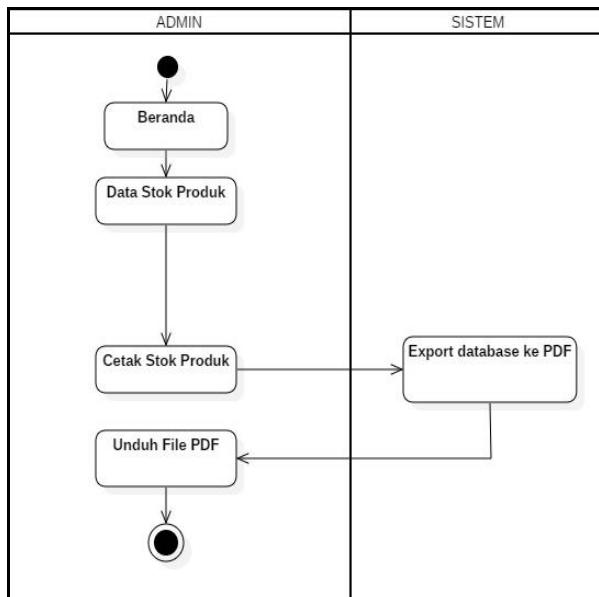 ADMIN
SISTEM
Beranda
Data Stok Produk
Cetak Stok Produk
Export database ke PDF
Unduh File PDF